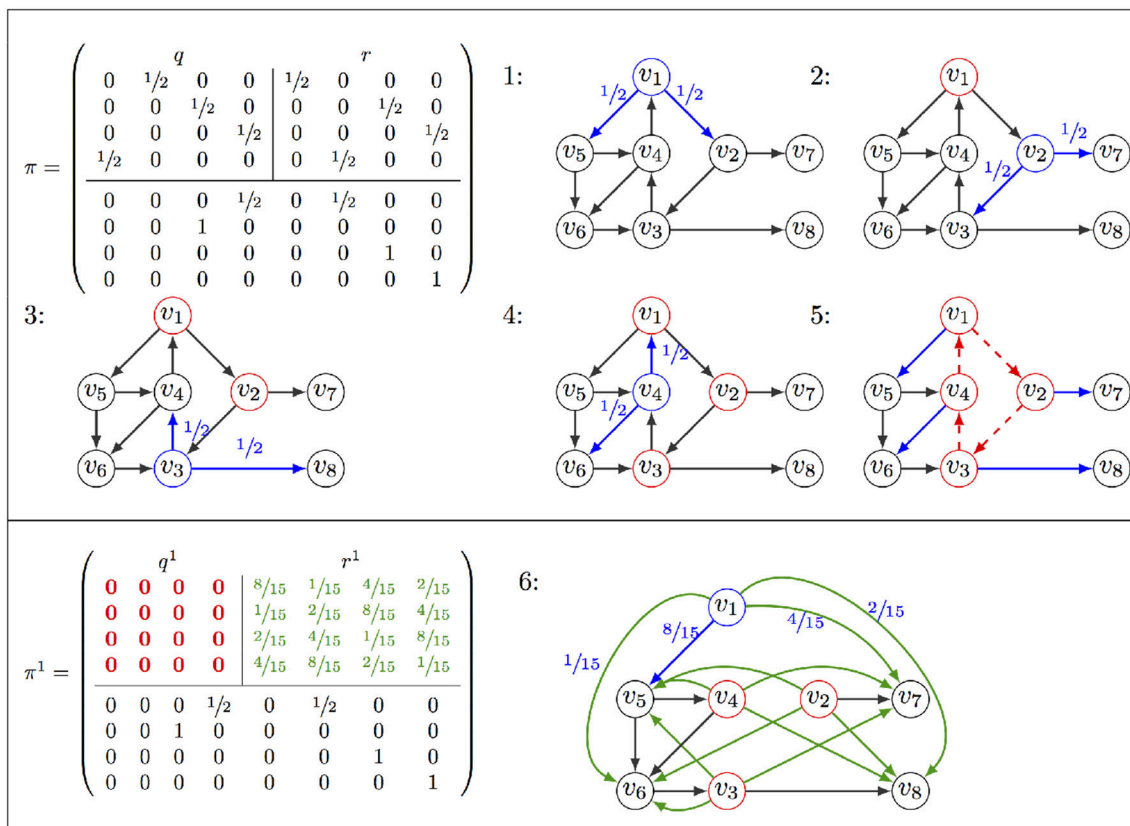 q r
0 1/2 0 0 1/2 0 0 0
0 0 1/2 0 0 0 1/2 0
0 0 0 1/2 0 0 0 1/2
π = 1/2 0 0 0 0 1/2 0 0
0 0 0 1/2 0 1/2 0 0
0 0 1 0 0 0 0 0
0 0 0 0 0 0 1 0
0 0 0 0 0 0 0 1
1:
v1
1/2 1/2
v5 v4 v2 v7
v6 v3 v8
2:
v1
1/2
v5 v4 v2 v7
1/2
v6 v3 v8
3:
v1
v5 v4 v2 v7
1/2 1/2
v6 v3 v8
4:
v1
1/2
v5 v4 v2 v7
1/2
v6 v3 v8
5:
v1
v5 v4 v2 v7
v6 v3 v8
q¹ r¹
0 0 0 0 8/15 1/15 4/15 2/15
0 0 0 0 1/15 2/15 8/15 4/15
0 0 0 0 2/15 4/15 1/15 8/15
0 0 0 0 4/15 8/15 2/15 1/15
π¹ =
0 0 0 1/2 0 1/2 0 0
0 0 1 0 0 0 0 0
0 0 0 0 0 0 1 0
0 0 0 0 0 0 0 1
6:
v1
1/15 8/15 4/15 2/15
v5 v4 v2 v7
v6 v3 v8